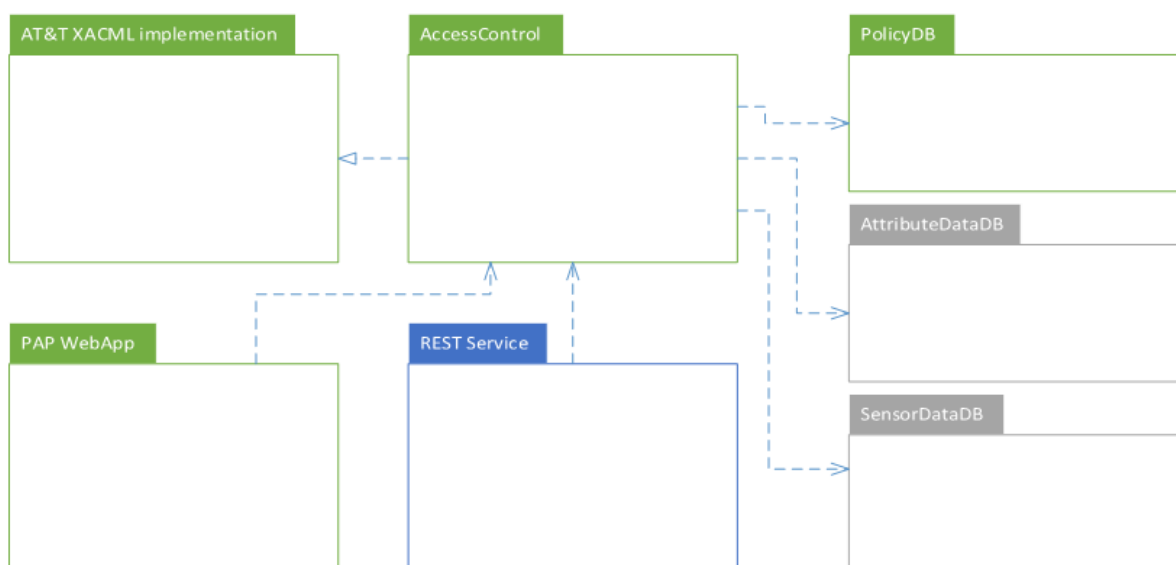 AT&T XACML implementation
AccessControl
PolicyDB
AttributeDataDB
PAP WebApp
REST Service
SensorDataDB